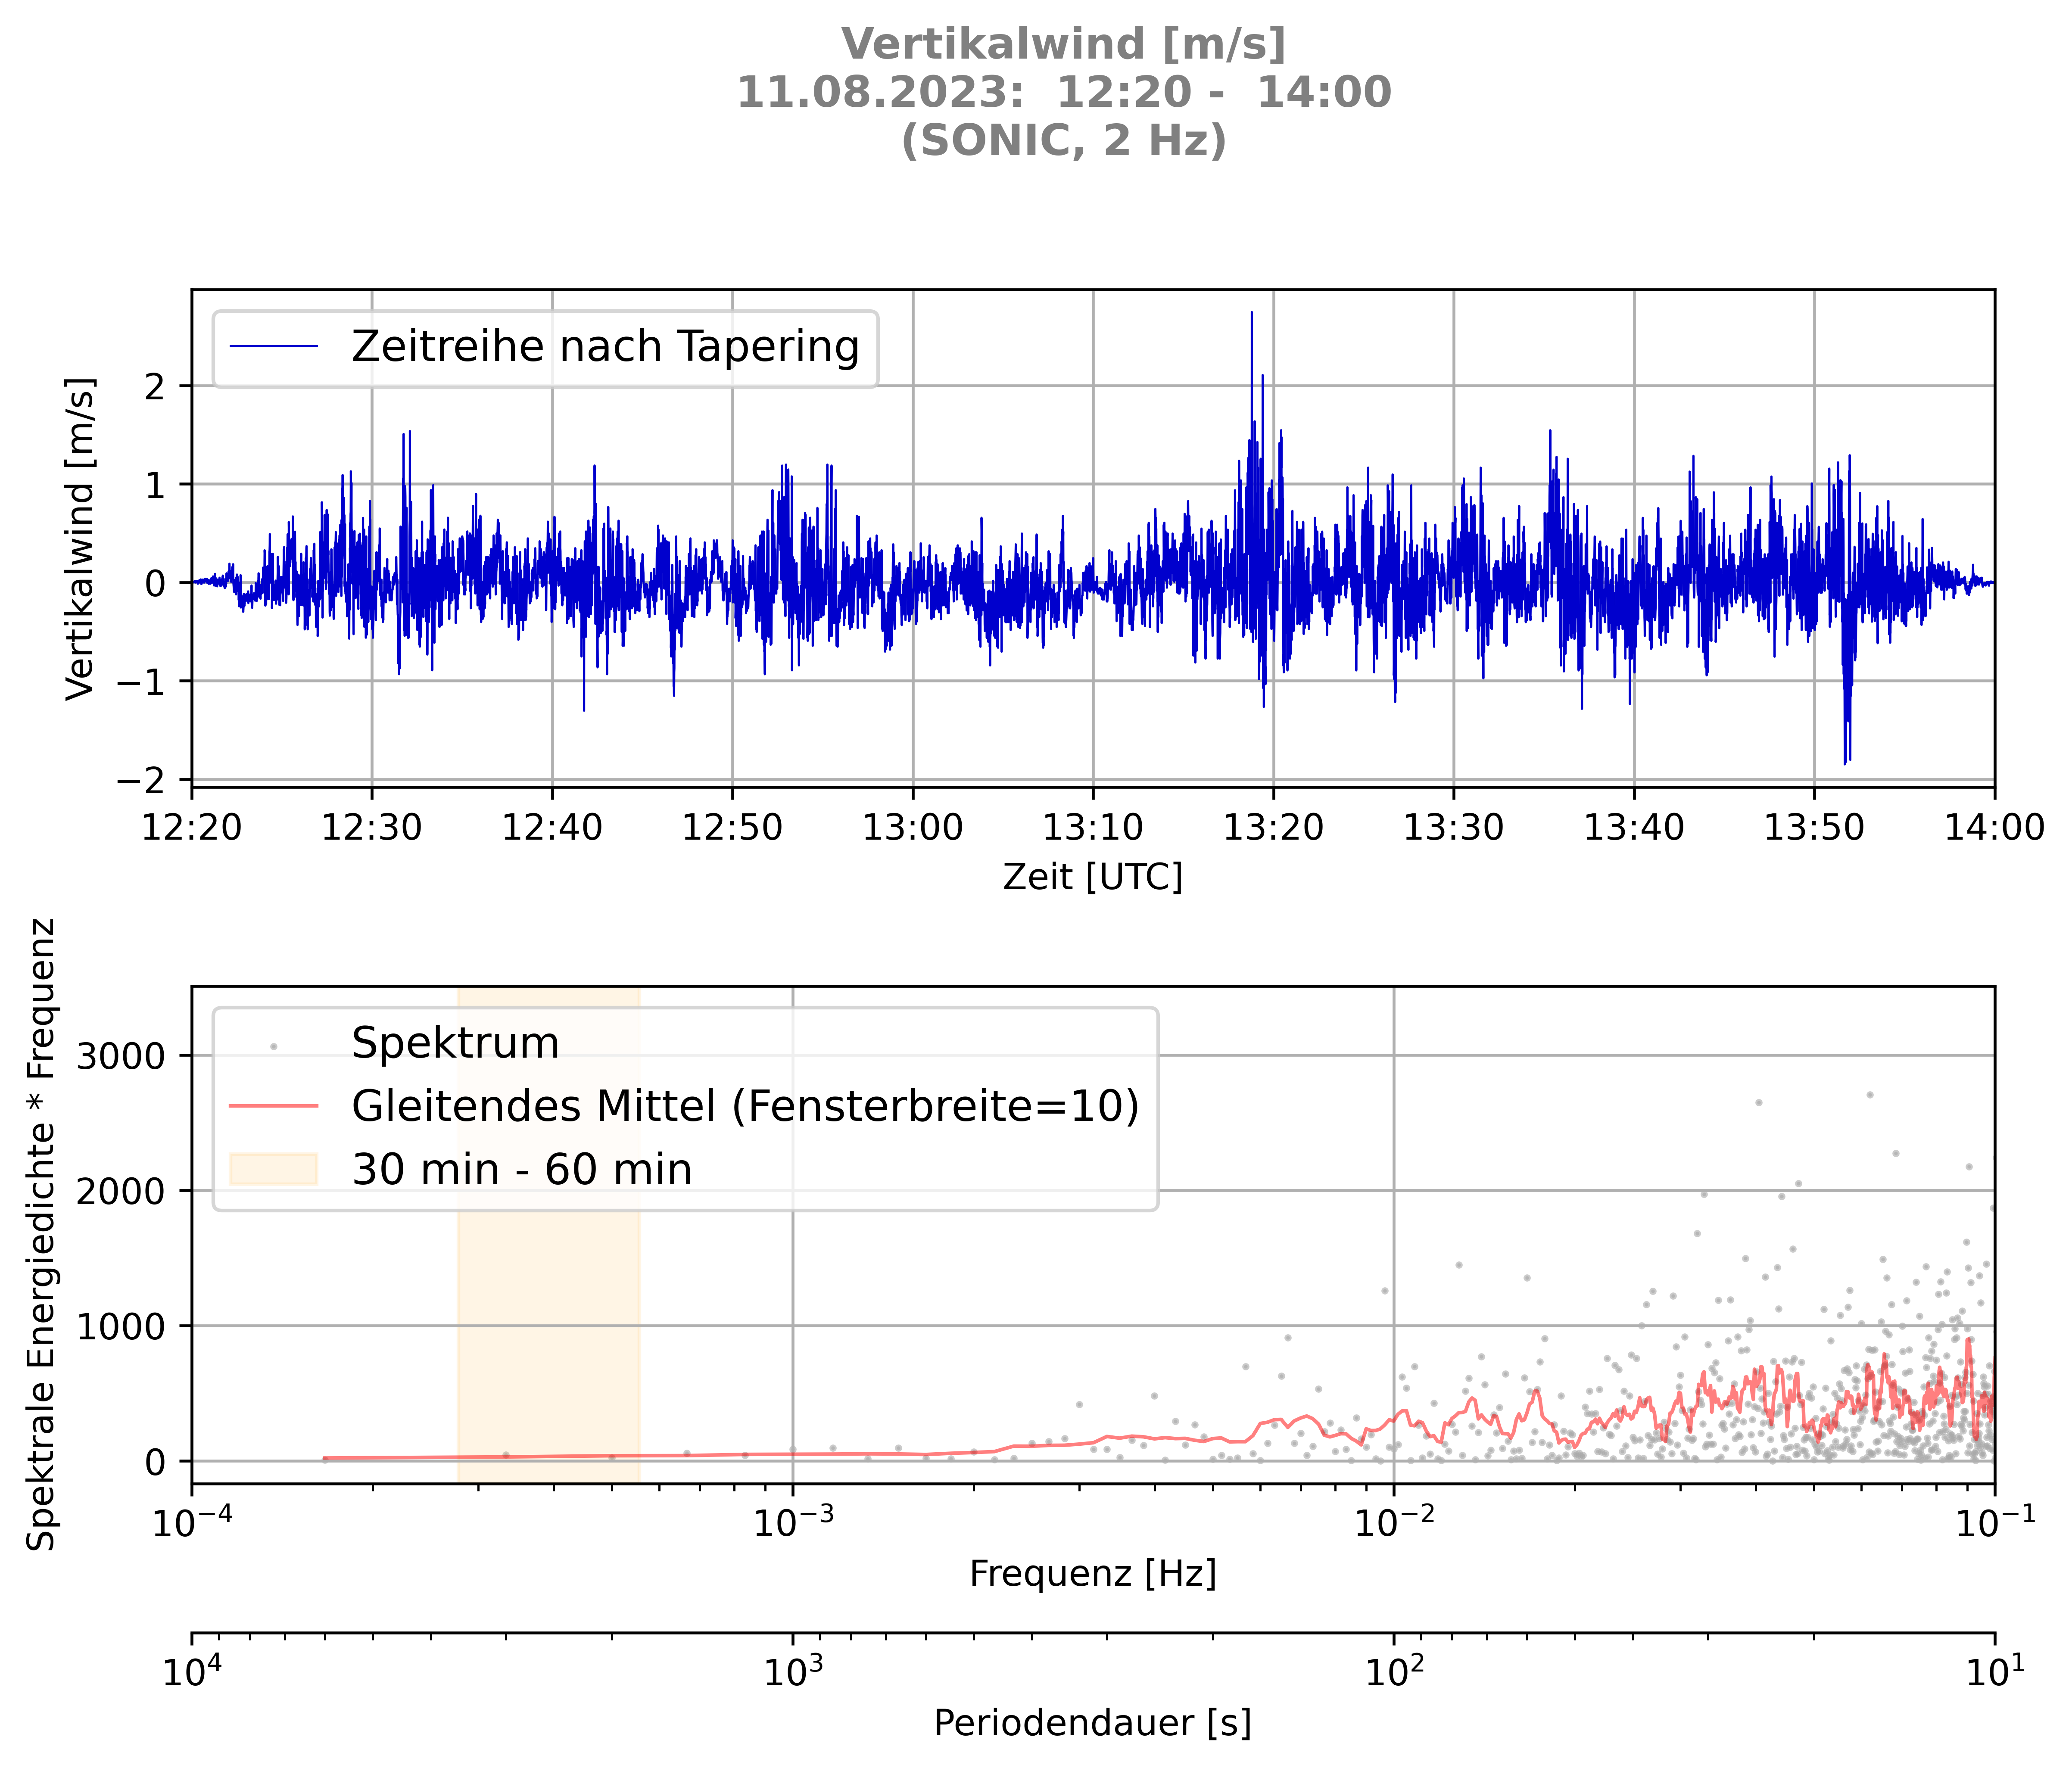 Vertikalwind [m/s]
11.08.2023:  12:20 -  14:00
(SONIC, 2 Hz)
Zeitreihe nach Tapering
Vertikalwind [m/s]
2
1
0
−1
−2
12:20 12:30 12:40 12:50 13:00 13:10 13:20 13:30 13:40 13:50 14:00
Zeit [UTC]
Spektrum
Gleitendes Mittel (Fensterbreite=10)
30 min - 60 min
Spektrale Energiedichte * Frequenz
3000
2000
1000
0
10⁻⁴ 10⁻³ 10⁻² 10⁻¹
Frequenz [Hz]
10⁴ 10³ 10² 10¹
Periodendauer [s]